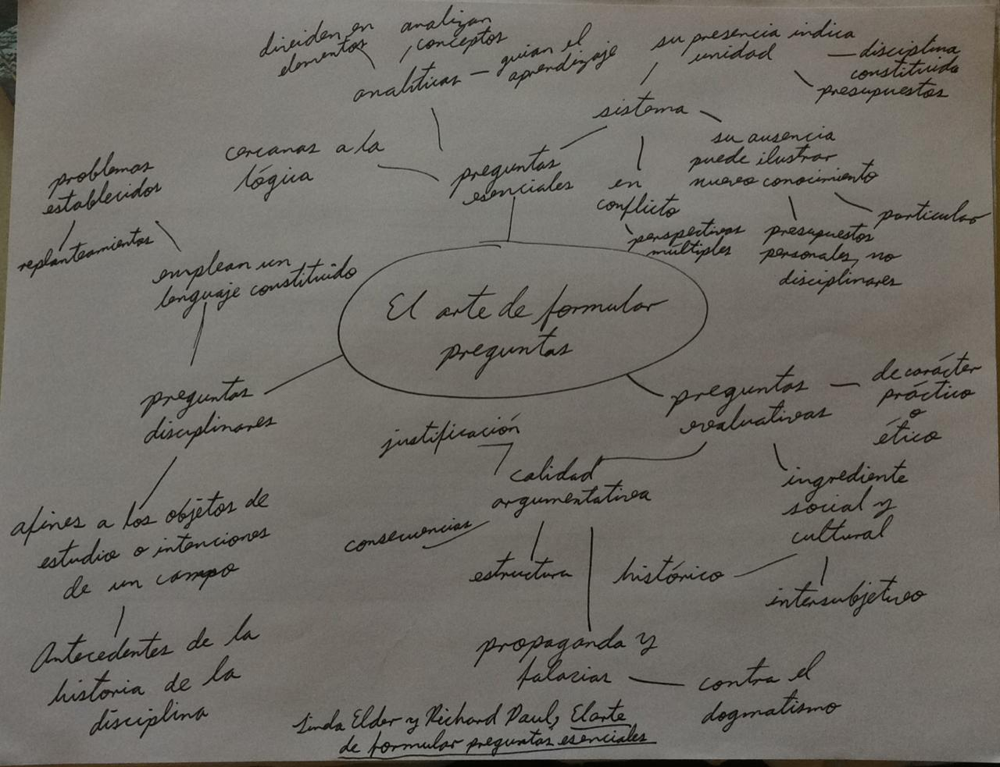 dividen en
elementos
analizan
conceptos
analíticas
guían el
aprendizaje
su presencia indica
unidad
disciplina
constituida
presupuestos
sistema
su ausencia
puede ilustrar
nuevo conocimiento
particular
presupuestos
personales, no
disciplinares
en
conflicto
perspectivas
múltiples
cercanas a la
lógica
preguntas
esenciales
problemas
establecidos
replanteamientos
emplean un
lenguaje constituido
El arte de formular
preguntas
preguntas
disciplinares
preguntas
evaluativas
de carácter
práctico
o
ético
justificación
calidad
argumentativa
ingrediente
social y
cultural
consecuencias
estructura
histórico
intersubjetivo
afines a los objetos de
estudio o intenciones
de un campo
Antecedentes de la
historia de la
disciplina
propaganda y
falacias
contra el
dogmatismo
Linda Elder y Richard Paul, El arte
de formular preguntas esenciales